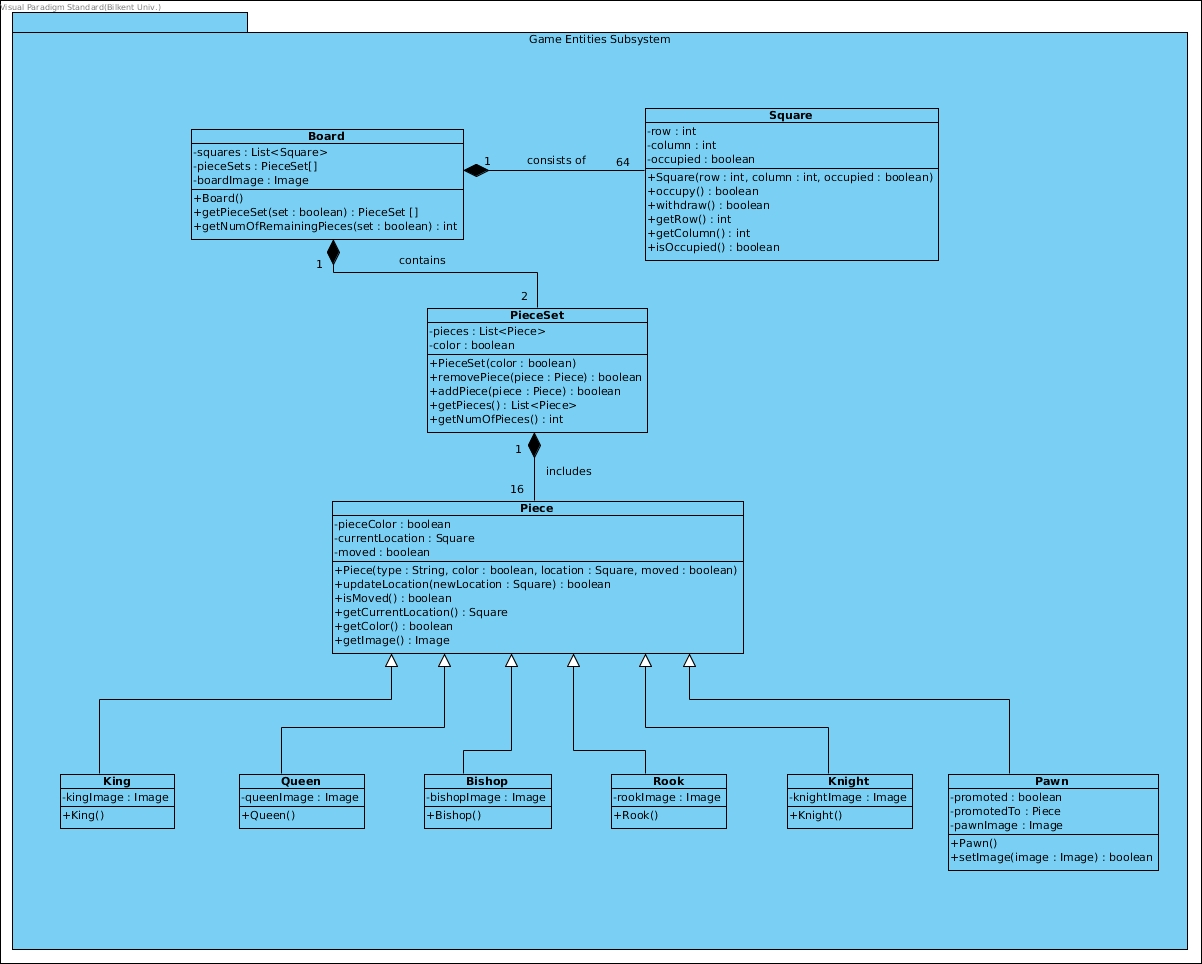 Visual Paradigm Standard(Bilkent Univ.)
Game Entities Subsystem
Board
-squares : List<Square>
-pieceSets : PieceSet[]
-boardImage : Image
+Board()
+getPieceSet(set : boolean) : PieceSet []
+getNumOfRemainingPieces(set : boolean) : int
1
consists of
64
Square
-row : int
-column : int
-occupied : boolean
+Square(row : int, column : int, occupied : boolean)
+occupy() : boolean
+withdraw() : boolean
+getRow() : int
+getColumn() : int
+isOccupied() : boolean
1
contains
2
PieceSet
-pieces : List<Piece>
-color : boolean
+PieceSet(color : boolean)
+removePiece(piece : Piece) : boolean
+addPiece(piece : Piece) : boolean
+getPieces() : List<Piece>
+getNumOfPieces() : int
1
includes
16
Piece
-pieceColor : boolean
-currentLocation : Square
-moved : boolean
+Piece(type : String, color : boolean, location : Square, moved : boolean)
+updateLocation(newLocation : Square) : boolean
+isMoved() : boolean
+getCurrentLocation() : Square
+getColor() : boolean
+getImage() : Image
King
-kingImage : Image
+King()
Queen
-queenImage : Image
+Queen()
Bishop
-bishopImage : Image
+Bishop()
Rook
-rookImage : Image
+Rook()
Knight
-knightImage : Image
+Knight()
Pawn
-promoted : boolean
-promotedTo : Piece
-pawnImage : Image
+Pawn()
+setImage(image : Image) : boolean